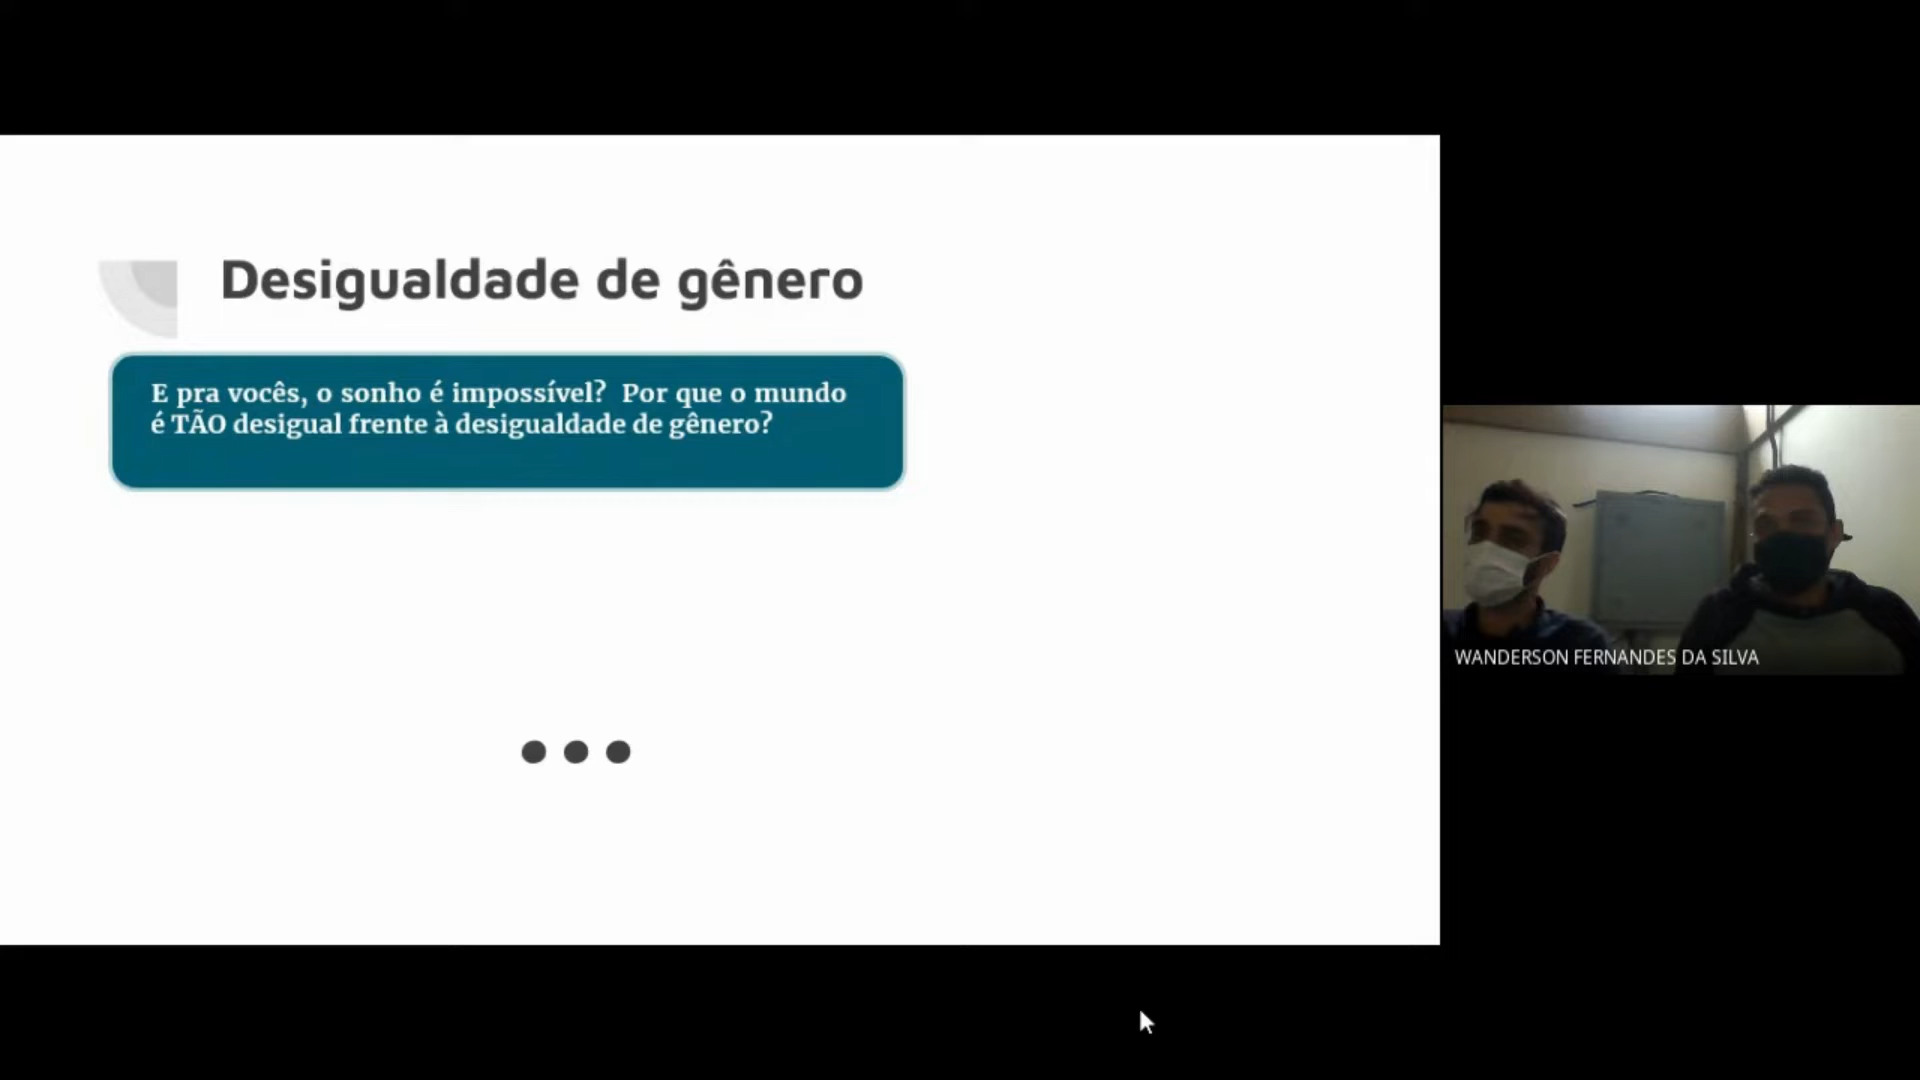 Desigualdade de gênero
E pra vocês, o sonho é impossível? Por que o mundo
é TÃO desigual frente à desigualdade de gênero?
WANDERSON FERNANDES DA SILVA